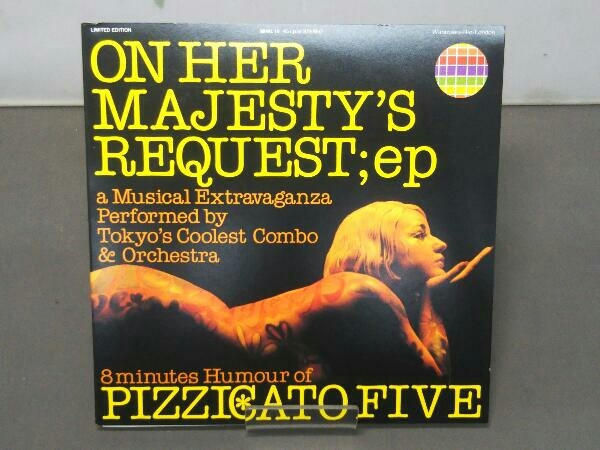 LIMITED EDITION
ON HER
MAJESTY'S
REQUEST;ep
a Musical Extravaganza
Performed by
Tokyo's Coolest Combo
& Orchestra
8 minutes Humour of
PIZZICATO FIVE